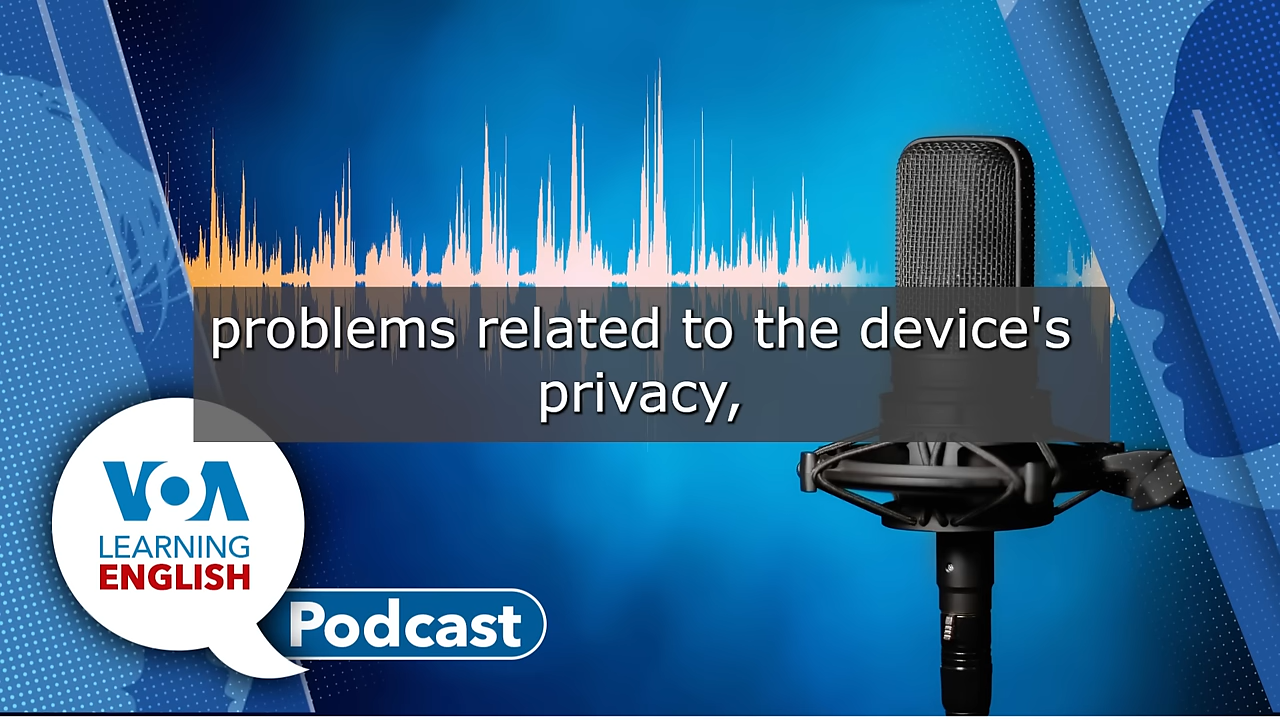 problems related to the device's
privacy,
VOA
LEARNING
ENGLISH
Podcast